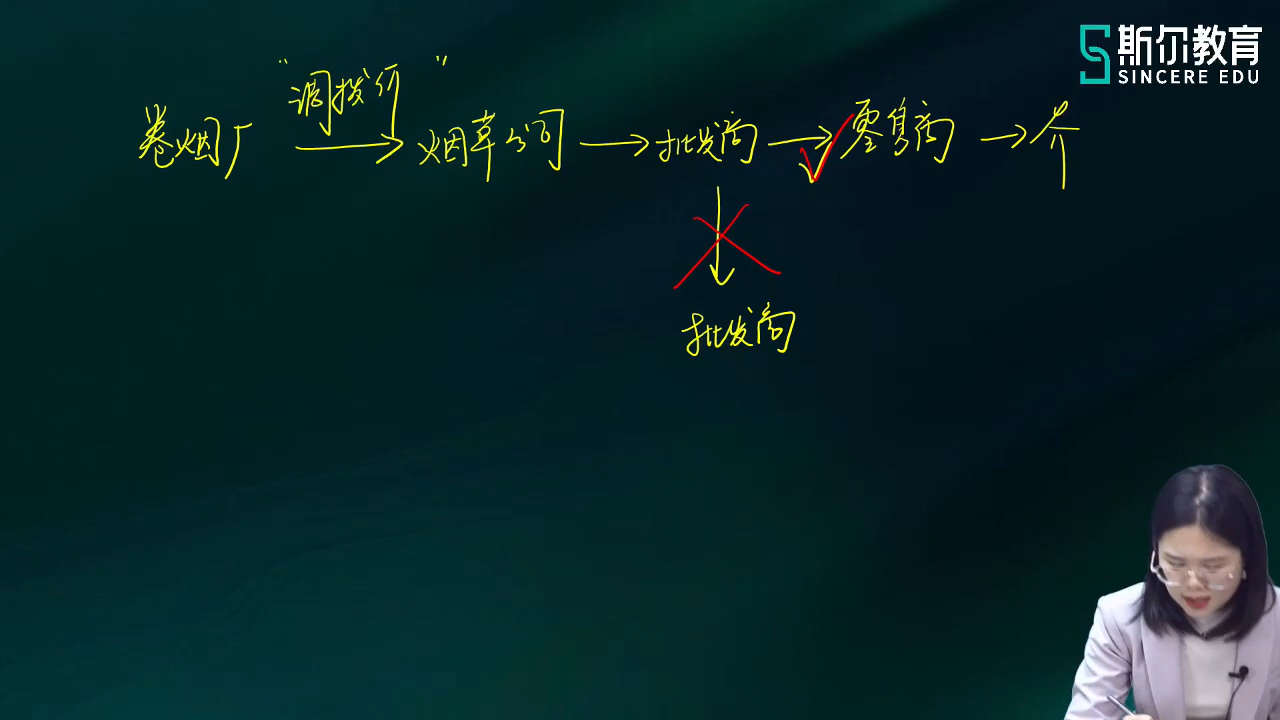 斯尔教育
SINCERE EDU
“调拨价”
卷烟厂 → 烟草公司 → 批发商 → 零售商 → 个
批发商